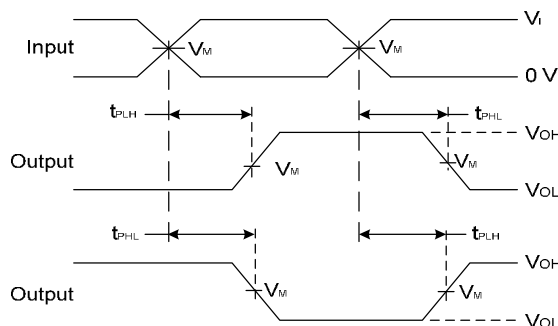 Input
VM
VM
VI
0 V
tPLH
tPHL
Output
VM
VM
VOH
VOL
tPHL
tPLH
Output
VM
VM
VOH
VOL